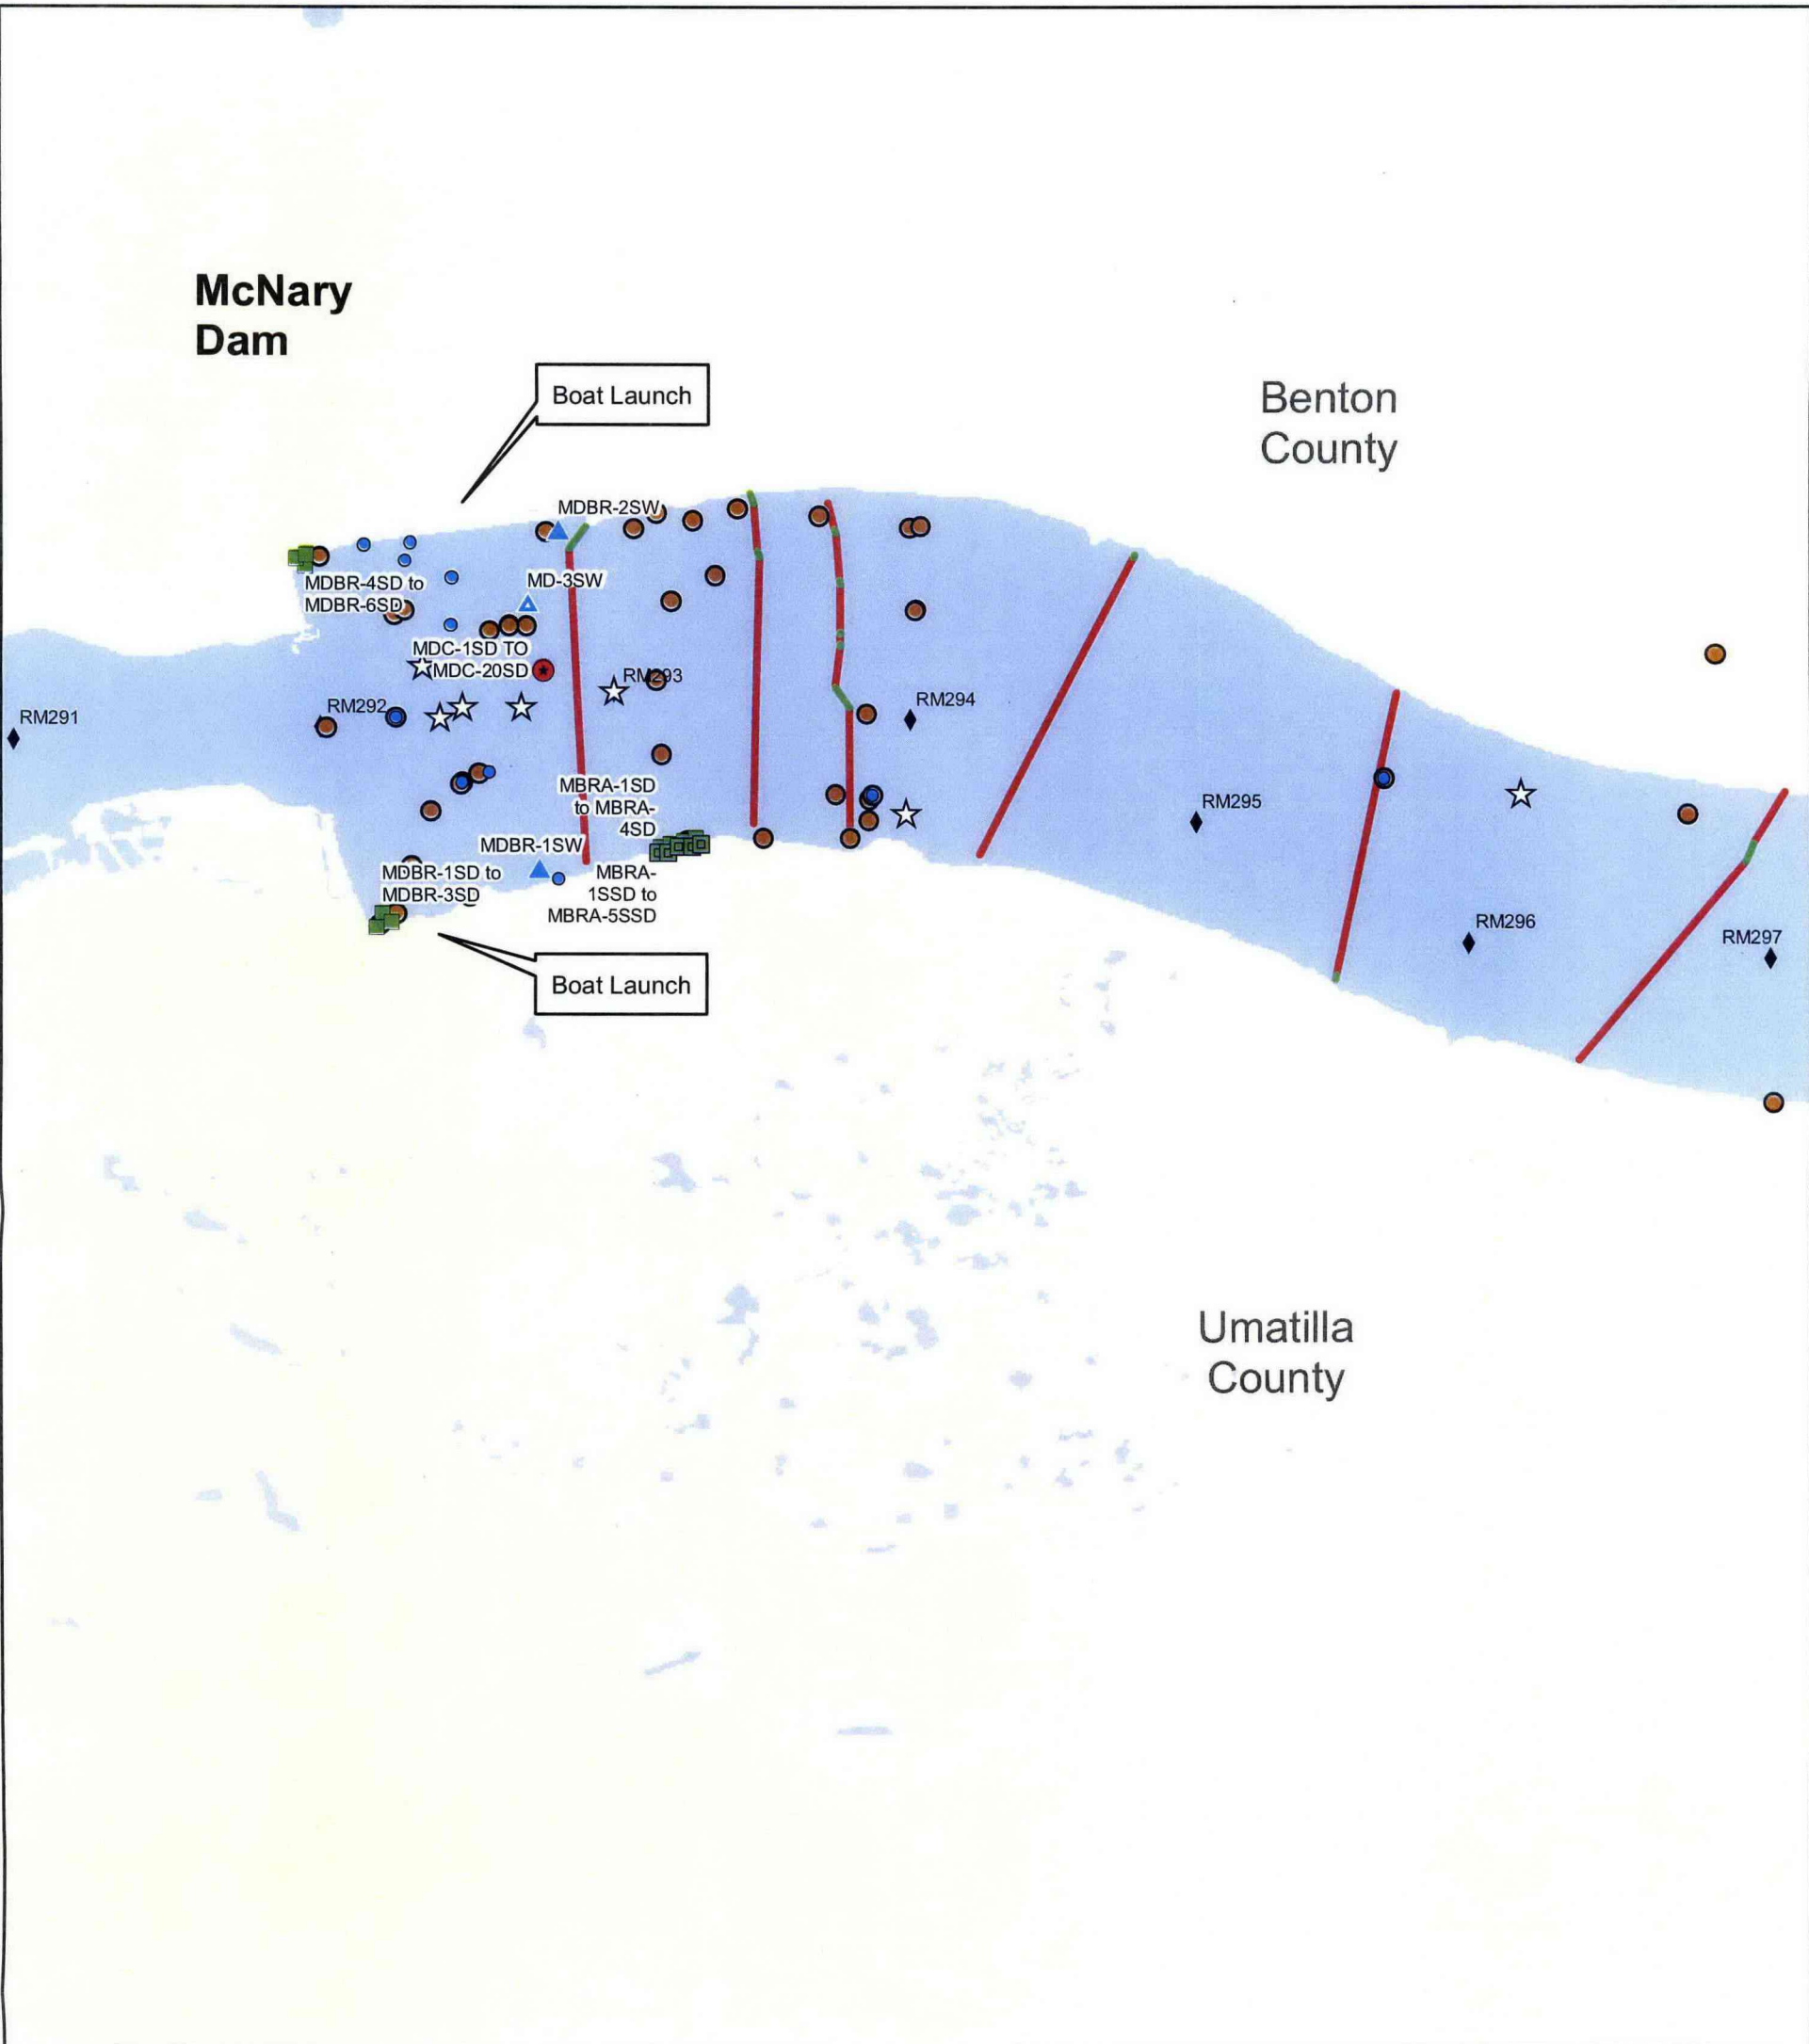 McNary
Dam
Boat Launch
Benton
County
MDBR-2SW
MDBR-4SD to
MDBR-6SD
MD-3SW
MDC-1SD TO
MDC-20SD
RM293
RM292
RM291
RM294
MBRA-1SD
to MBRA-
4SD
RM295
MDBR-1SW
MDBR-1SD to
MDBR-3SD
MBRA-
1SSD to
MBRA-5SSD
RM296
RM297
Boat Launch
Umatilla
County